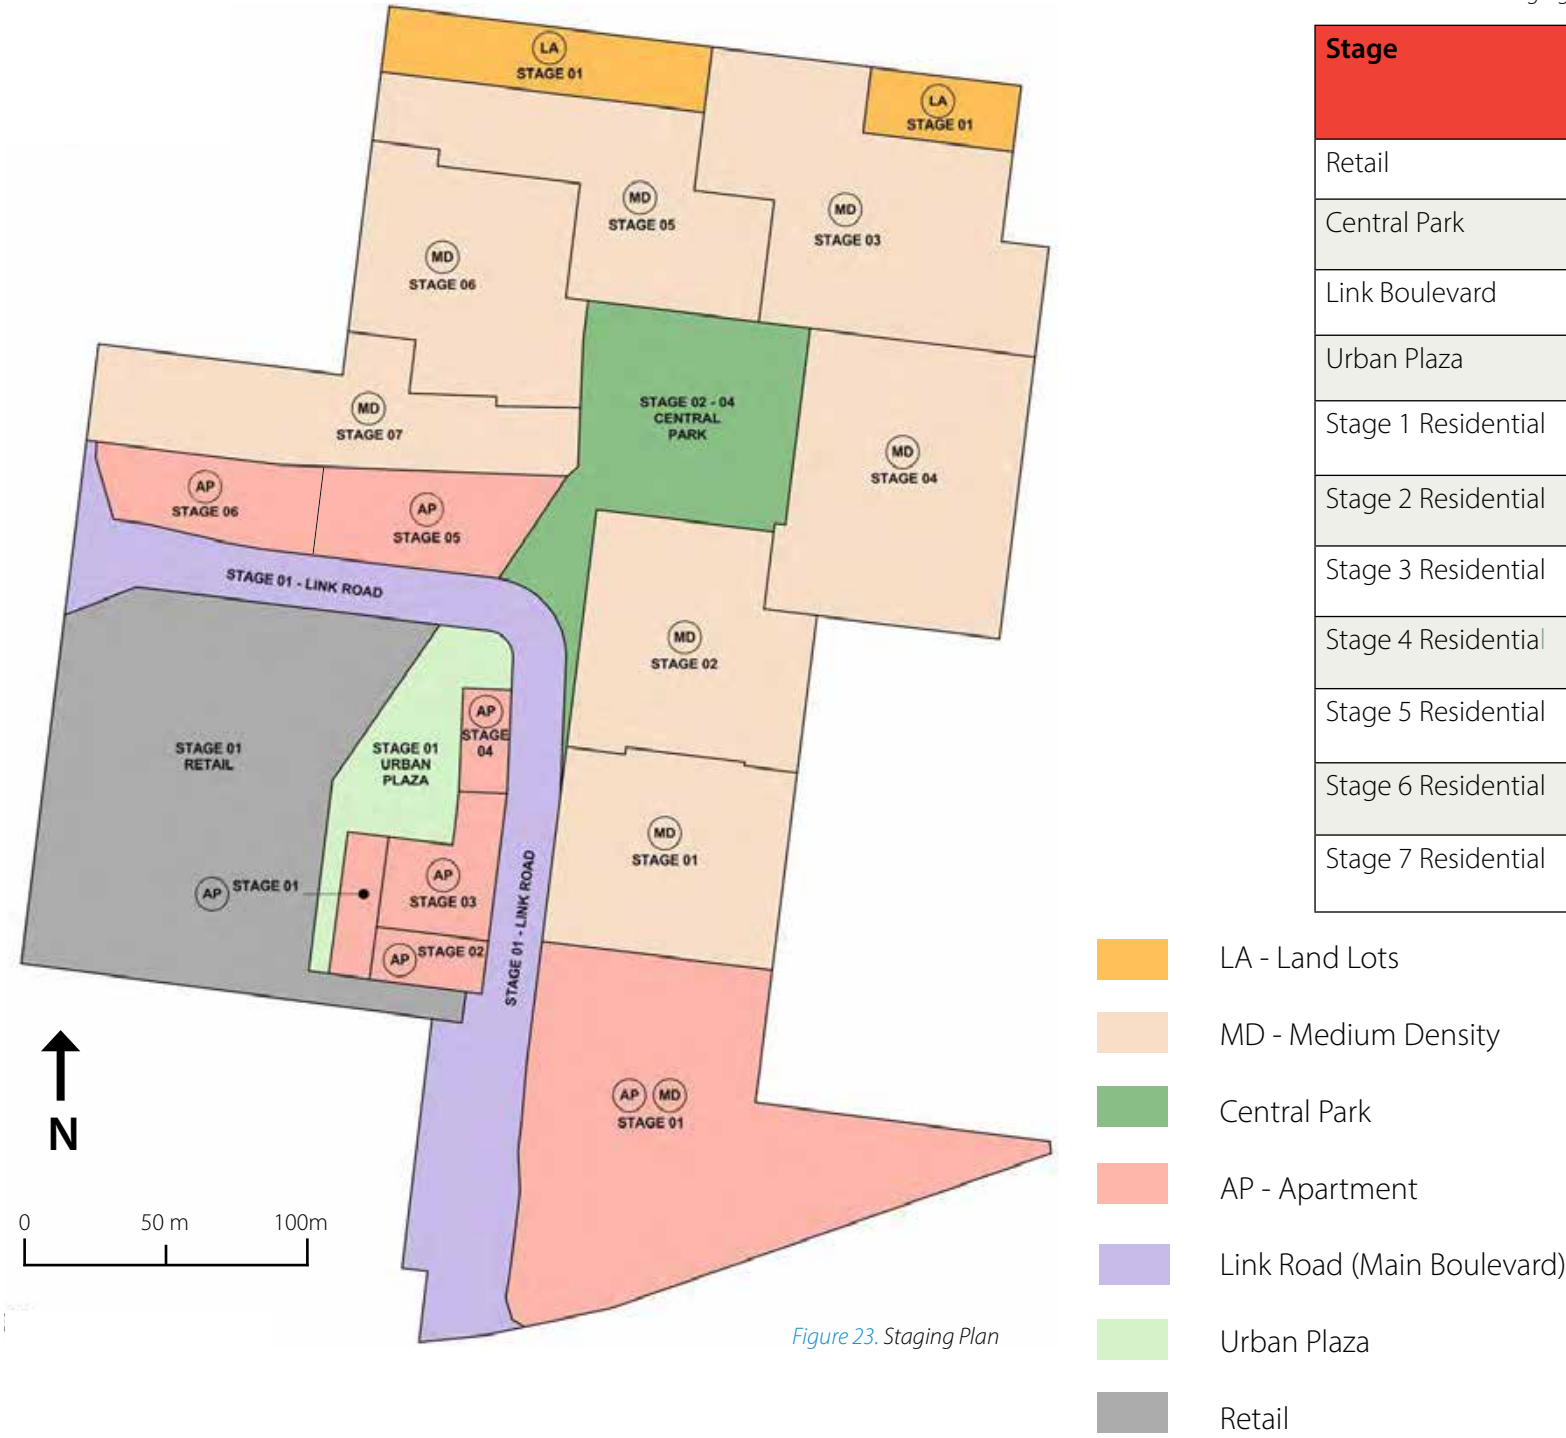 LA
STAGE 01
LA
STAGE 01
MD
STAGE 05
MD
STAGE 03
MD
STAGE 06
STAGE 02 - 04
CENTRAL
PARK
MD
STAGE 07
MD
STAGE 04
AP
STAGE 06
AP
STAGE 05
STAGE 01 - LINK ROAD
MD
STAGE 02
AP
STAGE
04
STAGE 01
RETAIL
STAGE 01
URBAN
PLAZA
MD
STAGE 01
AP STAGE 01
AP
STAGE 03
AP STAGE 02
STAGE 01 - LINK ROAD
AP MD
STAGE 01
N
0 50 m 100m
Figure 23. Staging Plan
Stage
Retail
Central Park
Link Boulevard
Urban Plaza
Stage 1 Residential
Stage 2 Residential
Stage 3 Residential
Stage 4 Residential
Stage 5 Residential
Stage 6 Residential
Stage 7 Residential
LA - Land Lots
MD - Medium Density
Central Park
AP - Apartment
Link Road (Main Boulevard)
Urban Plaza
Retail